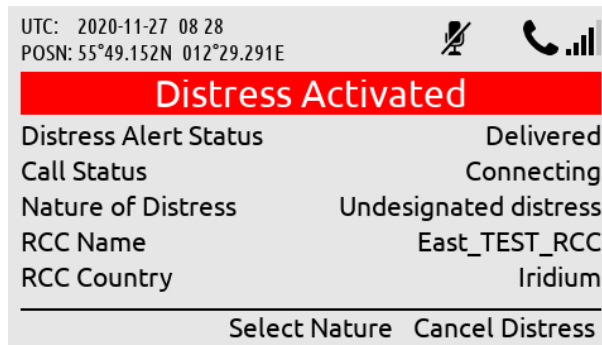 UTC: 2020-11-27 08 28
POSN: 55°49.152N 012°29.291E
Distress Activated
Distress Alert Status Delivered
Call Status Connecting
Nature of Distress Undesignated distress
RCC Name East_TEST_RCC
RCC Country Iridium
Select Nature Cancel Distress